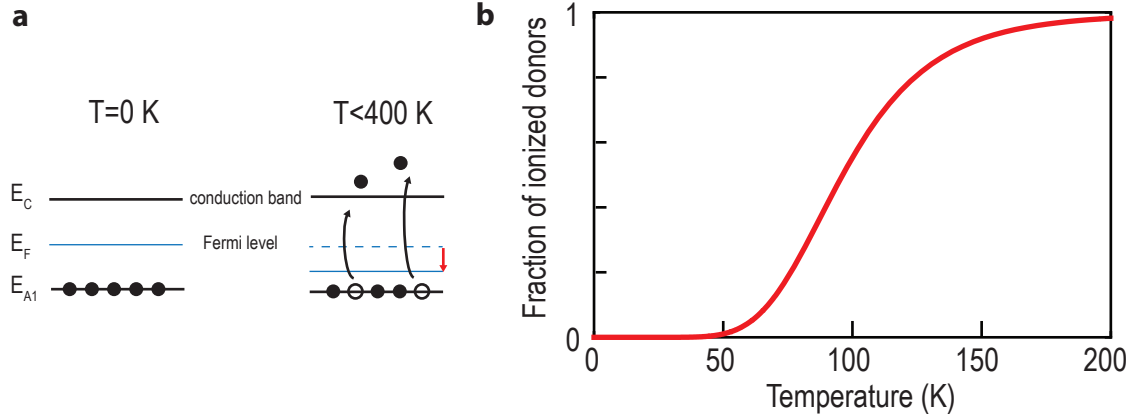 a
T=0 K
T<400 K
E_C
conduction band
E_F
Fermi level
E_A1
b
Fraction of ionized donors
1
0
0
50
100
150
200
Temperature (K)